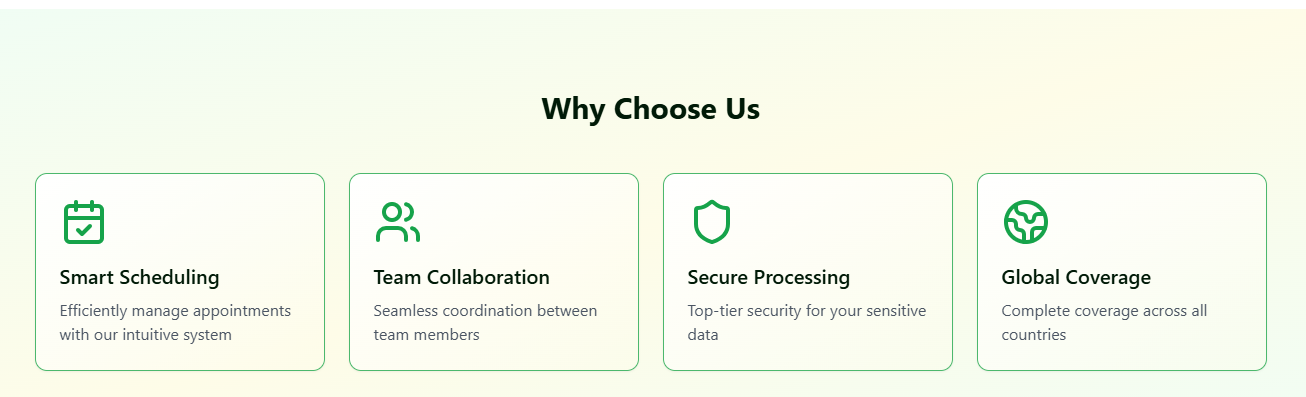 Why Choose Us
Smart Scheduling
Efficiently manage appointments
with our intuitive system
Team Collaboration
Seamless coordination between
team members
Secure Processing
Top-tier security for your sensitive
data
Global Coverage
Complete coverage across all
countries